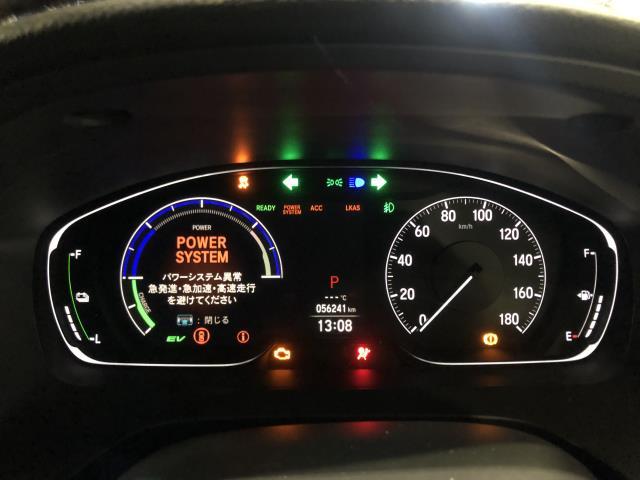 READY POWER SYSTEM ACC LKAS
POWER
POWER
SYSTEM
パワーシステム異常
急発進・急加速・高速走行
を避けてください
: 閉じる
CHARGE
EV
F
L
P
---°C
056241 km
13:08
0
20
40
60
80
100
120
140
160
180
km/h
F
E